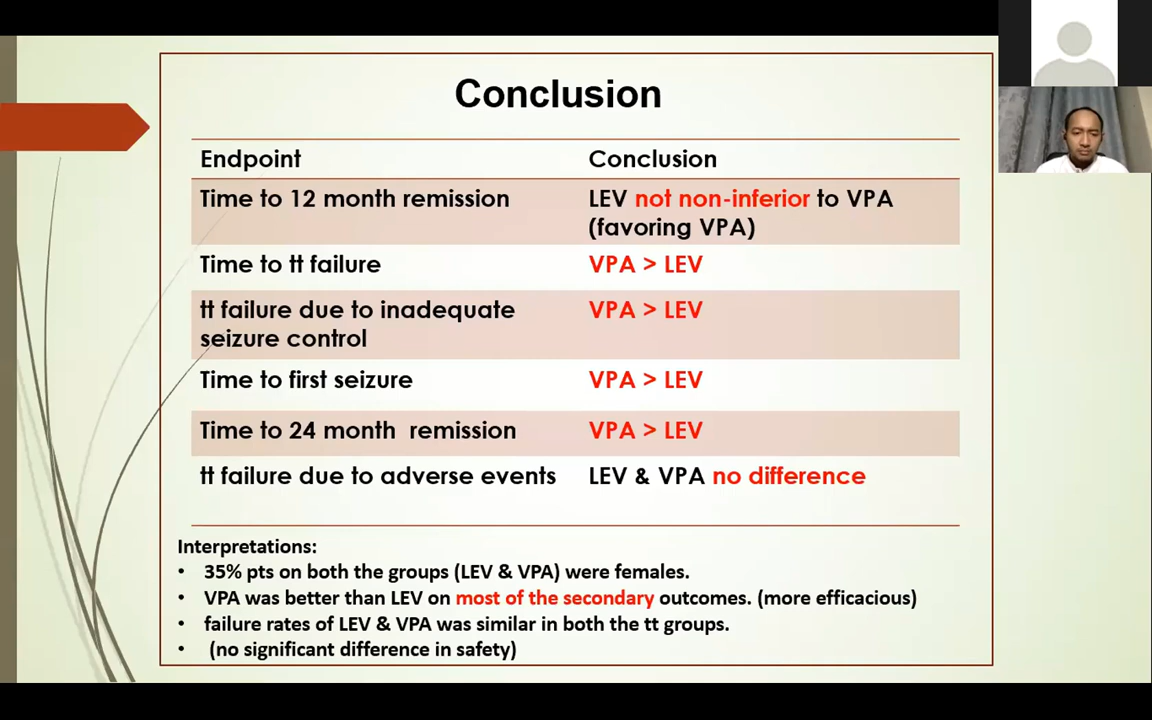 Conclusion
Endpoint Conclusion
Time to 12 month remission LEV not non-inferior to VPA
(favoring VPA)
Time to tt failure VPA > LEV
tt failure due to inadequate VPA > LEV
seizure control
Time to first seizure VPA > LEV
Time to 24 month remission VPA > LEV
tt failure due to adverse events LEV & VPA no difference
Interpretations:
• 35% pts on both the groups (LEV & VPA) were females.
• VPA was better than LEV on most of the secondary outcomes. (more efficacious)
• failure rates of LEV & VPA was similar in both the tt groups.
• (no significant difference in safety)